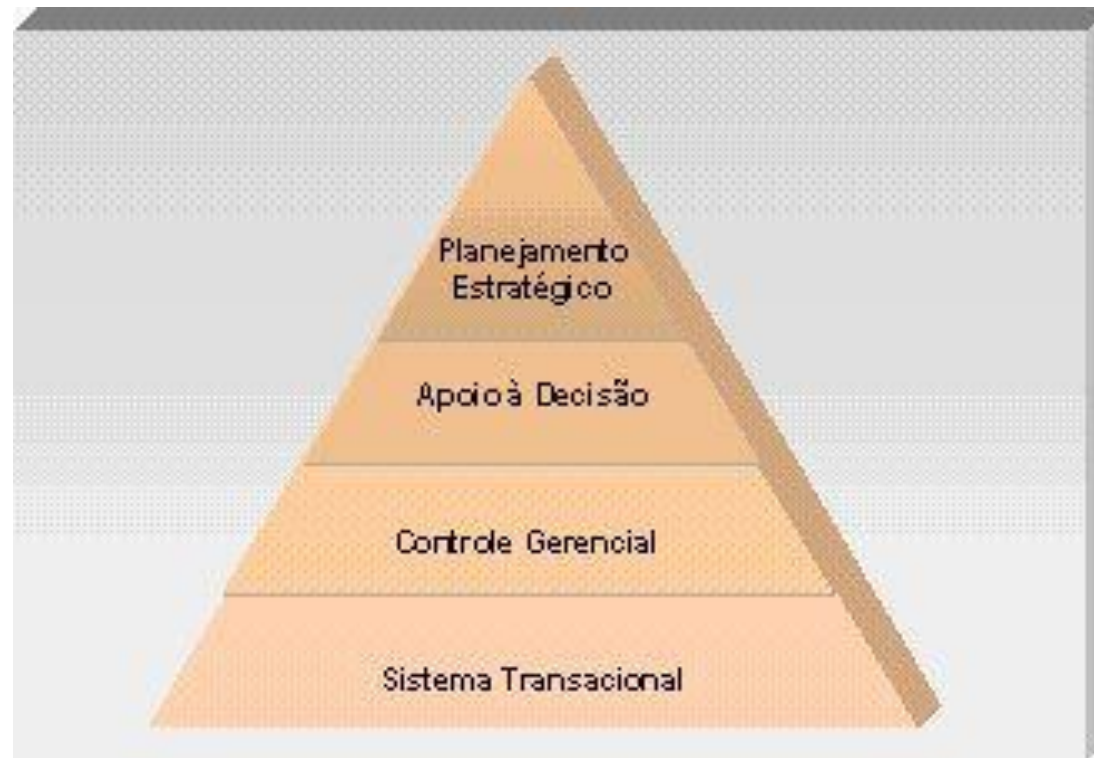 Planejamento
Estratégico
Apoio à Decisão
Controle Gerencial
Sistema Transacional